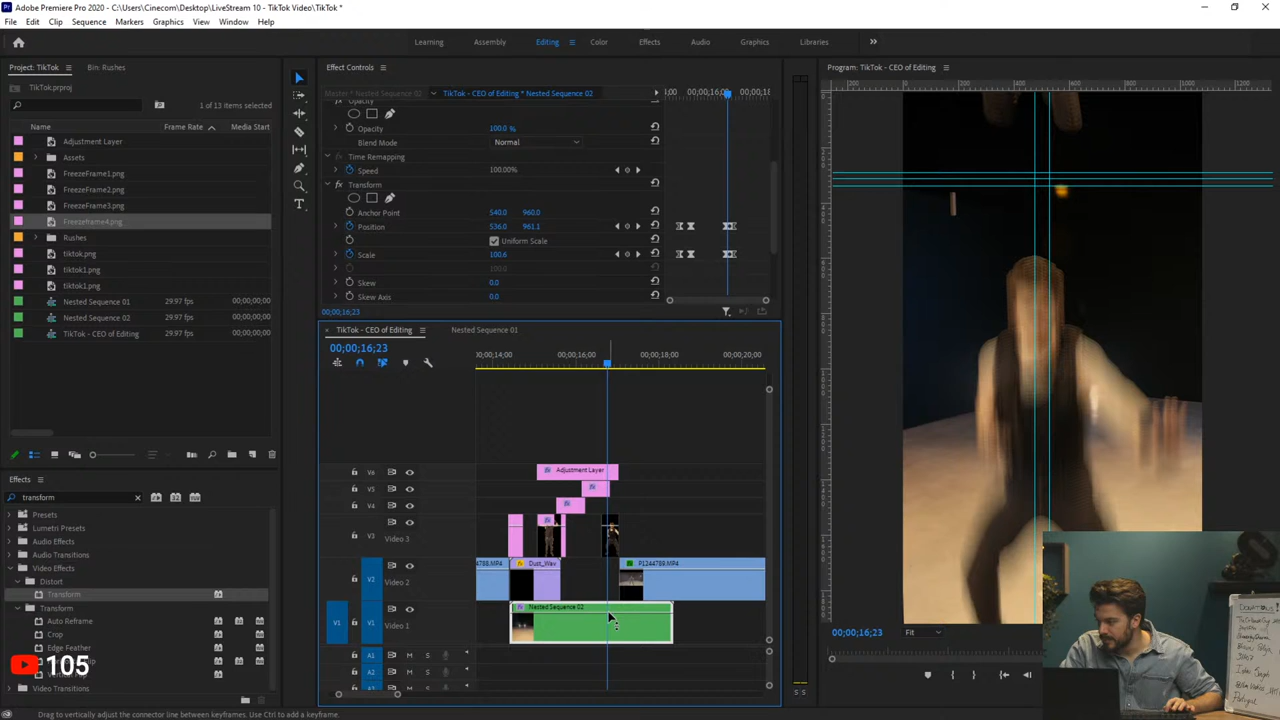 Adobe Premiere Pro 2020 - C:\Users\Cinecom\Desktop\LiveStream 10 - TikTok Video\TikTok *
File Edit Clip Sequence Markers Graphics View Window Help
Learning Assembly Editing Color Effects Audio Graphics Libraries
Project: TikTok Bin: Rushes
TikTok.prproj
1 of 13 items selected
Name Frame Rate Media Start
Adjustment Layer
Assets
FreezeFrame1.png
FreezeFrame2.png
FreezeFrame3.png
Freezeframe4.png
Rushes
tiktok.png
tiktok1.png
tiktok1.png
Nested Sequence 01 29.97 fps 00;00;00;00
Nested Sequence 02 29.97 fps 00;00;00;00
TikTok - CEO of Editing 29.97 fps 00;00;00;00
Effects
transform
Presets
Lumetri Presets
Audio Effects
Audio Transitions
Video Effects
Distort
Transform
Transform
Auto Reframe
Crop
Edge Feather
Video Transitions
105
Effect Controls
Master * Nested Sequence 02 TikTok - CEO of Editing * Nested Sequence 02
Opacity
Opacity 100.0 %
Blend Mode Normal
Time Remapping
Speed 100.00%
Transform
Anchor Point 540.0 960.0
Position 536.0 961.1
Uniform Scale
Scale 100.6
100.0
Skew 0.0
Skew Axis 0.0
00;00;16;23
TikTok - CEO of Editing Nested Sequence 01
00;00;16;23
00;00;14;00 00;00;16;00 00;00;18;00 00;00;20;00
V6 Adjustment Layer
V5
V4
V3 Video 3
V2 Video 2 4788.MP4 Dust_Wav P1244789.MP4
V1 V1 Video 1 Nested Sequence 02
A1 M S
A2 M S
S S
Program: TikTok - CEO of Editing
00;00;16;23 Fit
Drag to vertically adjust the connector line between keyframes. Use Ctrl to add a keyframe.